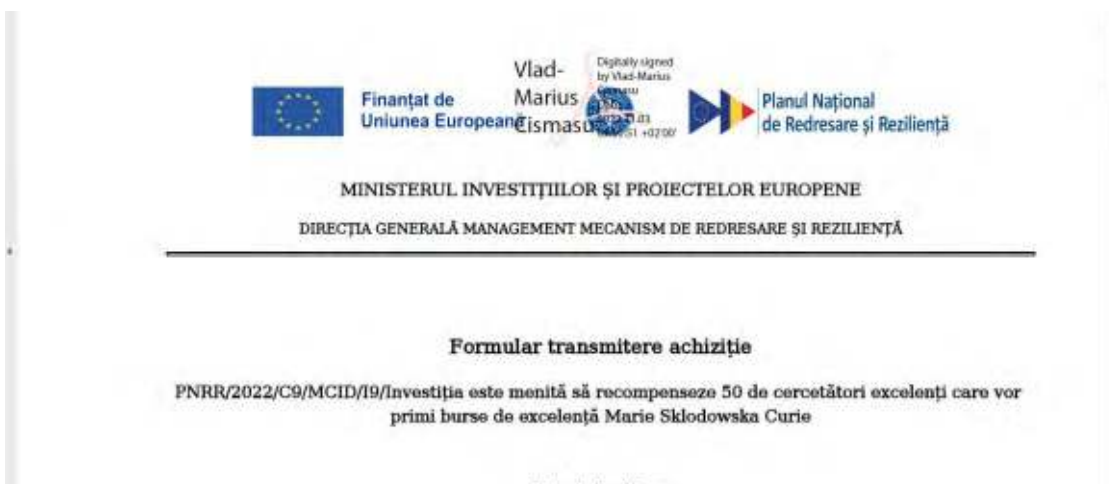 Finanțat de
Uniunea Europeană
Vlad-
Marius
Cismasu
Digitally signed
by Vlad-Marius
+02'00'
Planul Național
de Redresare și Reziliență
MINISTERUL INVESTIȚIILOR ȘI PROIECTELOR EUROPENE
DIRECȚIA GENERALĂ MANAGEMENT MECANISM DE REDRESARE ȘI REZILIENȚĂ
Formular transmitere achiziție
PNRR/2022/C9/MCID/I9/Investiția este menită să recompenseze 50 de cercetători excelenți care vor
primi burse de excelență Marie Sklodowska Curie